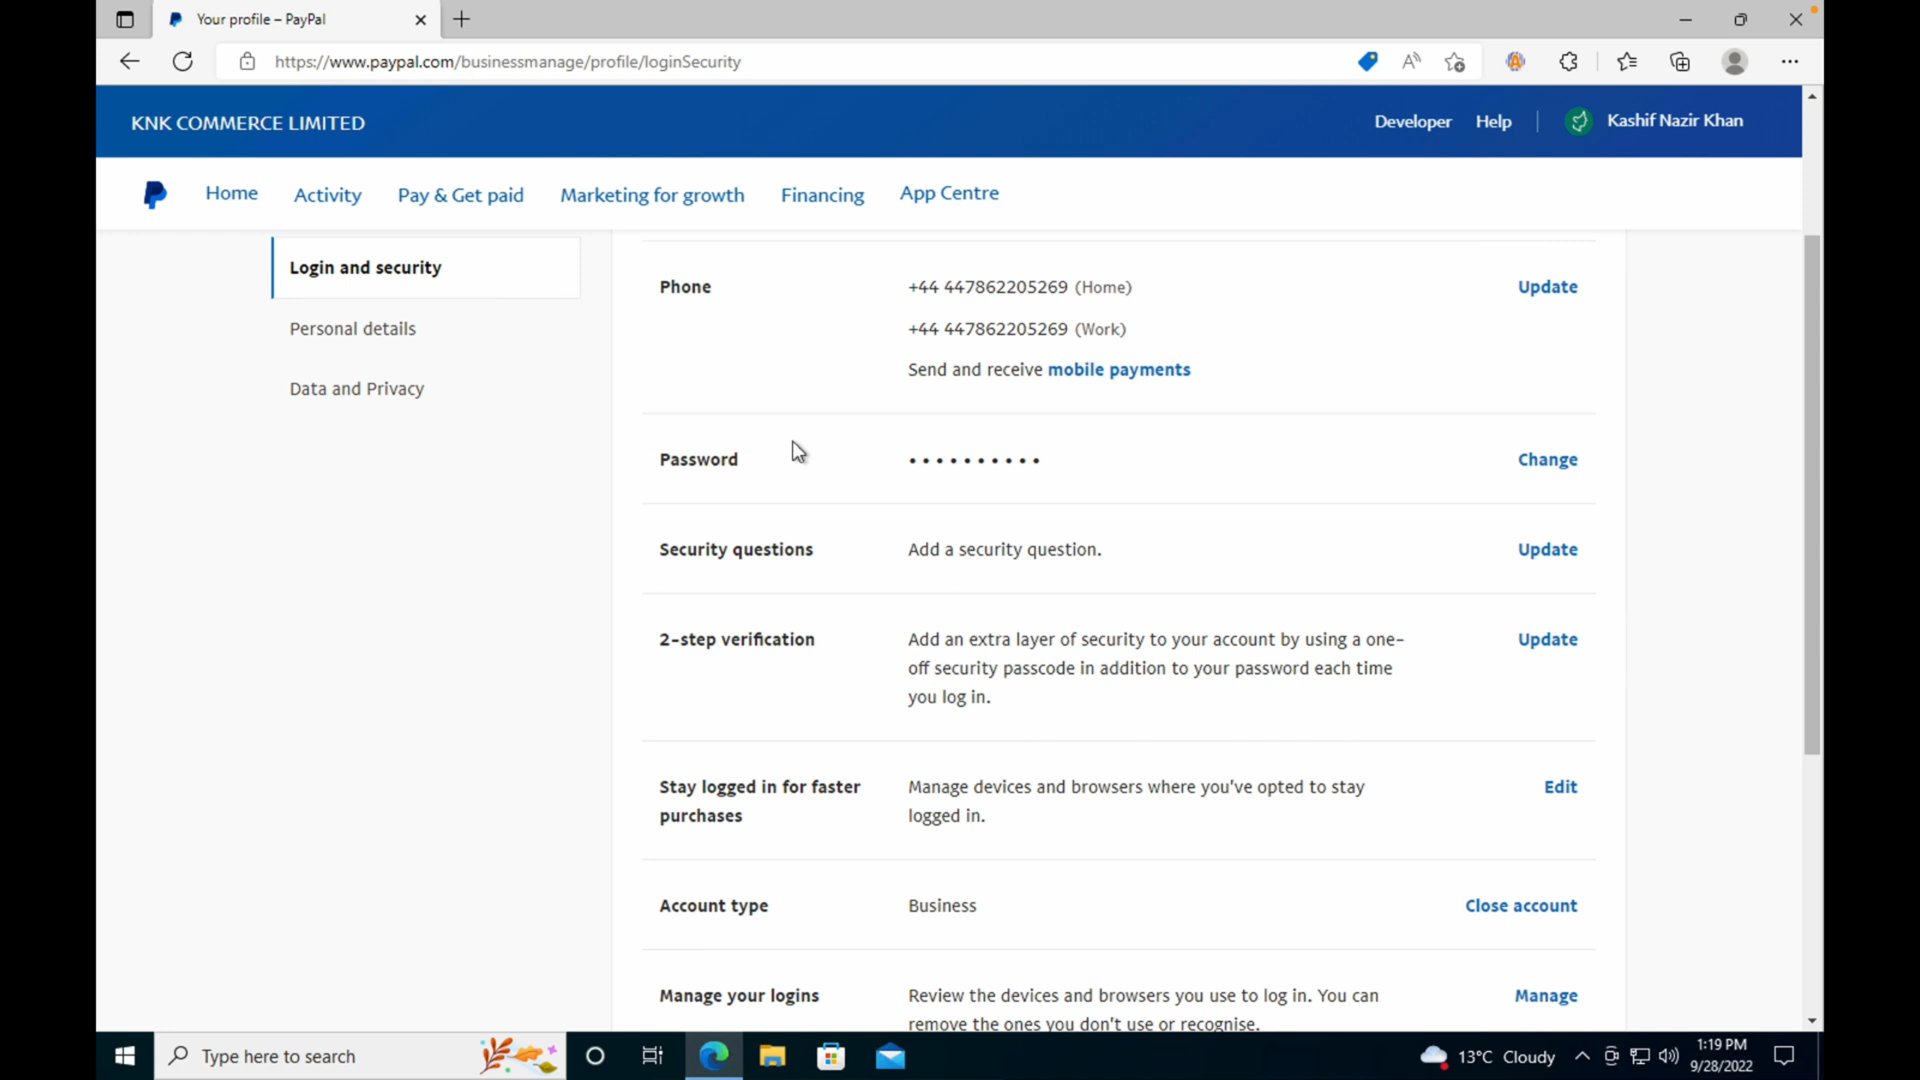 Your profile – PayPal
https://www.paypal.com/businessmanage/profile/loginSecurity
KNK COMMERCE LIMITED
Developer Help Kashif Nazir Khan
Home Activity Pay & Get paid Marketing for growth Financing App Centre
Login and security
Personal details
Data and Privacy
Phone +44 447862205269 (Home) Update
+44 447862205269 (Work)
Send and receive mobile payments
Password •••••••••• Change
Security questions Add a security question. Update
2-step verification Add an extra layer of security to your account by using a one-
off security passcode in addition to your password each time
you log in.
Update
Stay logged in for faster
purchases
Manage devices and browsers where you've opted to stay
logged in.
Edit
Account type Business Close account
Manage your logins Review the devices and browsers you use to log in. You can
remove the ones you don't use or recognise.
Manage
Type here to search
13°C Cloudy
1:19 PM
9/28/2022